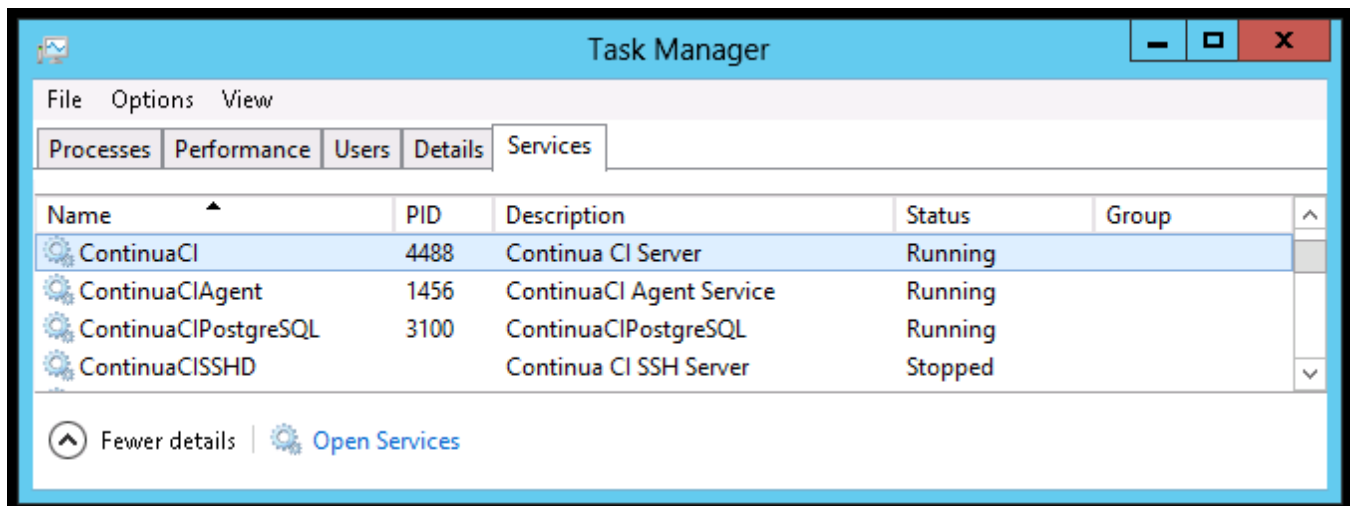 Task Manager
File Options View
Processes Performance Users Details Services
Name PID Description Status Group
ContinuaCI 4488 Continua CI Server Running
ContinuaCIAgent 1456 ContinuaCI Agent Service Running
ContinuaCIPostgreSQL 3100 ContinuaCIPostgreSQL Running
ContinuaCISSHD Continua CI SSH Server Stopped
Fewer details Open Services